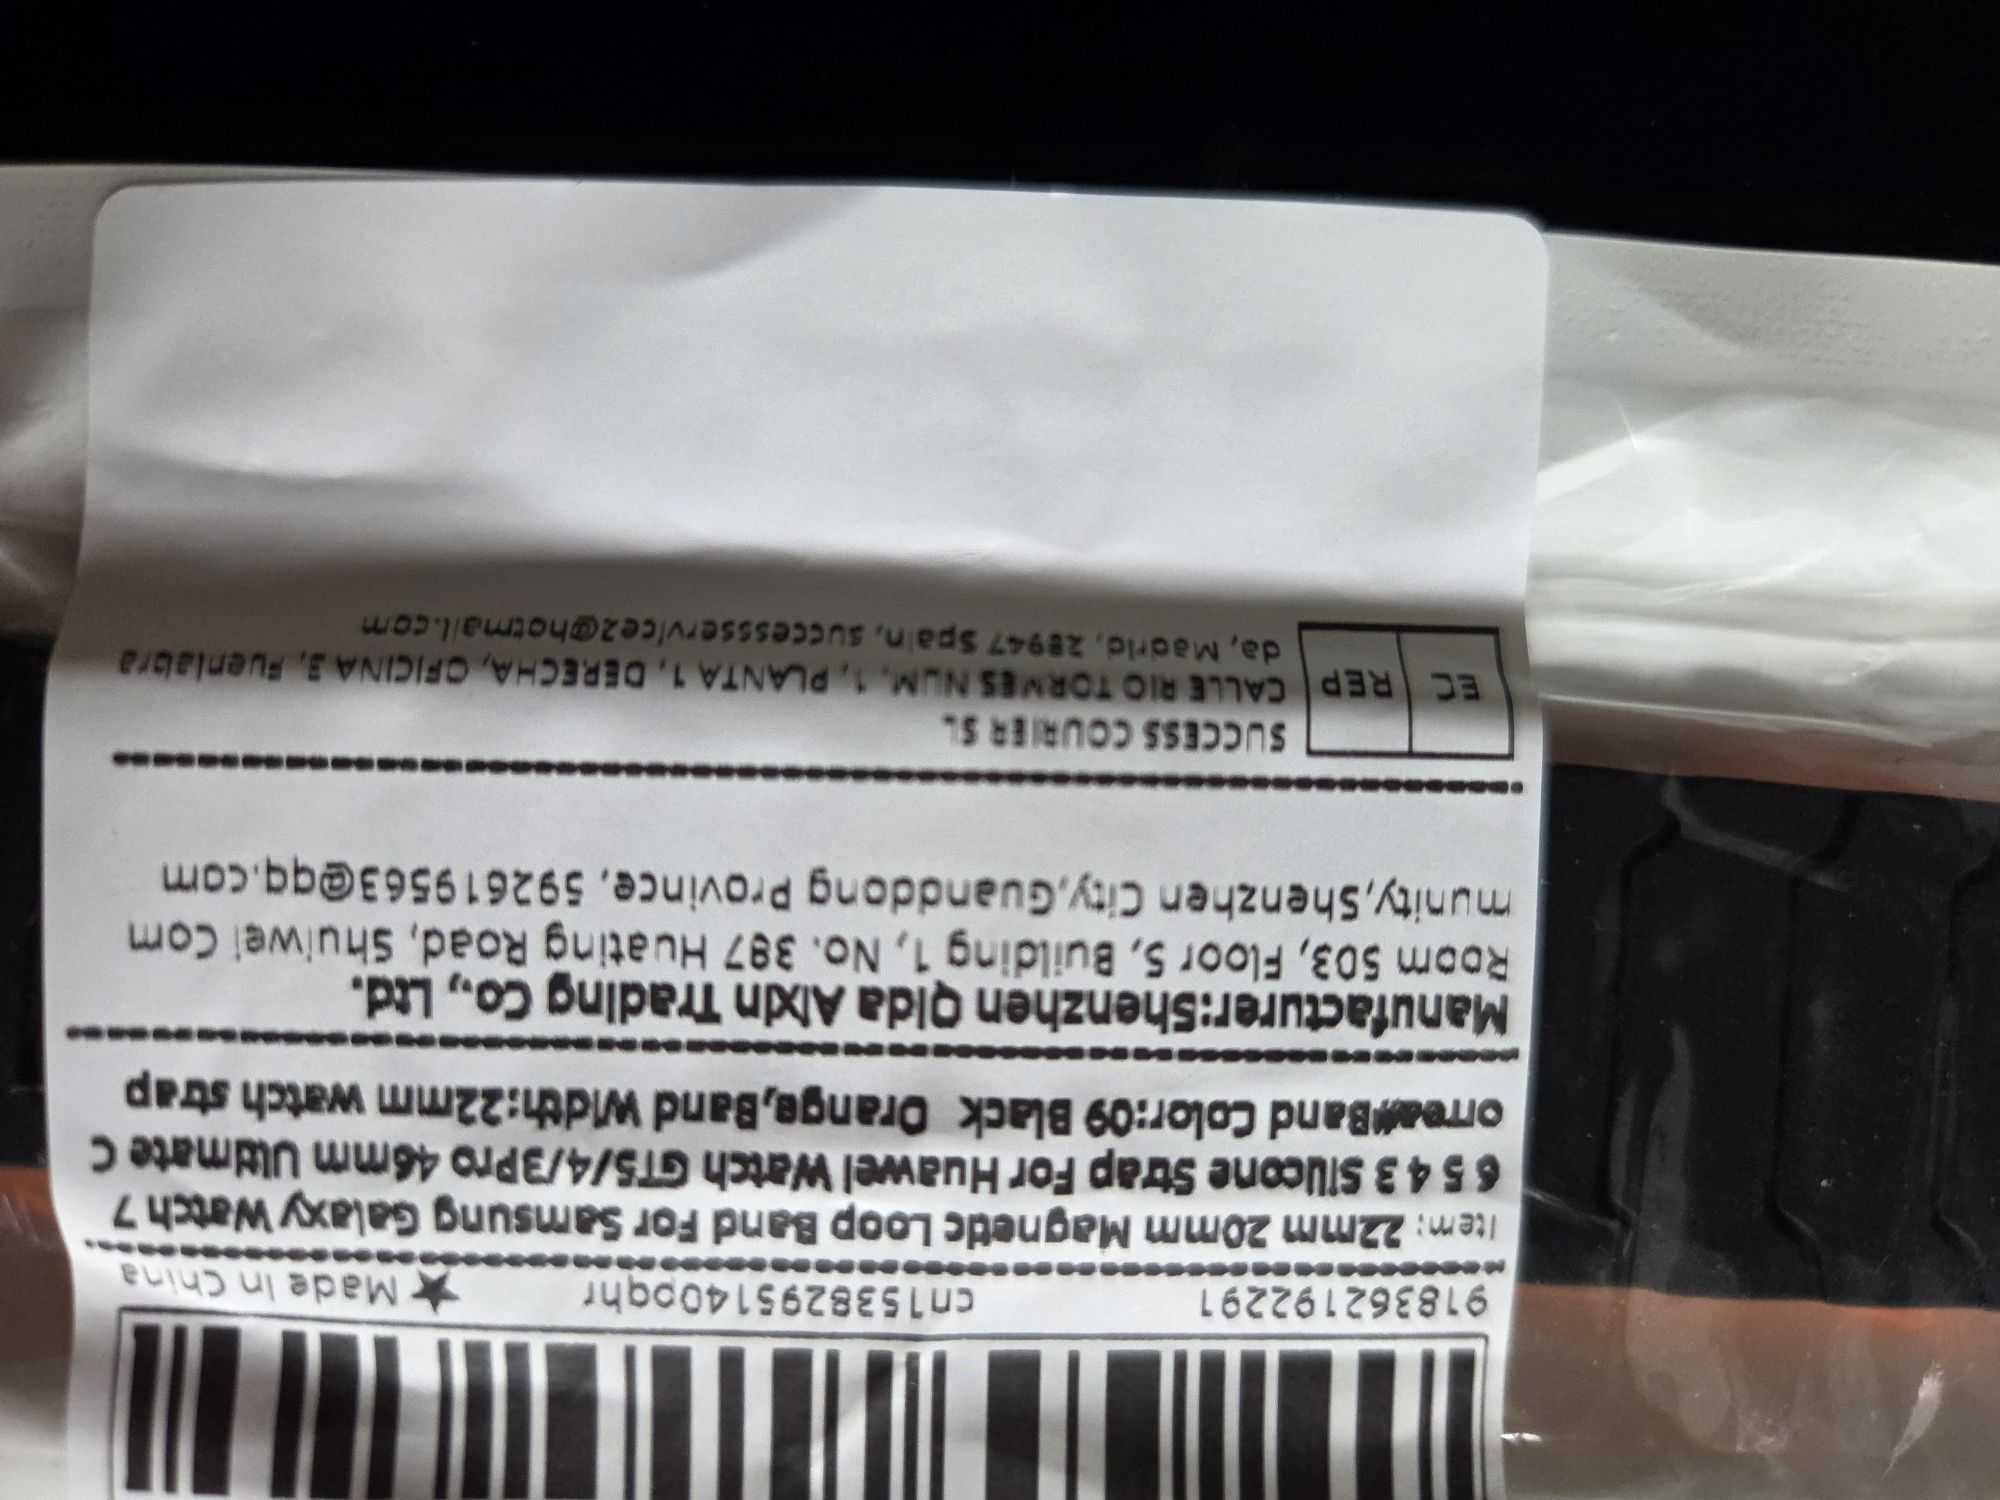 918362192291 cn1538295140pqhr ★ Made In China
Item: 22mm 20mm Magnetic Loop Band For Samsung Galaxy Watch 7
6 5 4 3 Silicone Strap For Huawei Watch GT5/4/3Pro 46mm Ultimate C
orrea#Band Color:09 Black Orange,Band Width:22mm watch strap
Manufacturer:Shenzhen Qida Aixin Trading Co., Ltd.
Room 503, Floor 5, Building 1, No. 387 Huating Road, Shuiwei Com
munity,Shenzhen City,Guangdong Province, 592619563@qq.com
EC REP
SUCCESS COURIER SL
CALLE RIO TORMES NUM. 1, PLANTA 1, DERECHA, OFICINA 3, Fuenlabra
da, Madrid, 28947 Spain, successservice2@hotmail.com